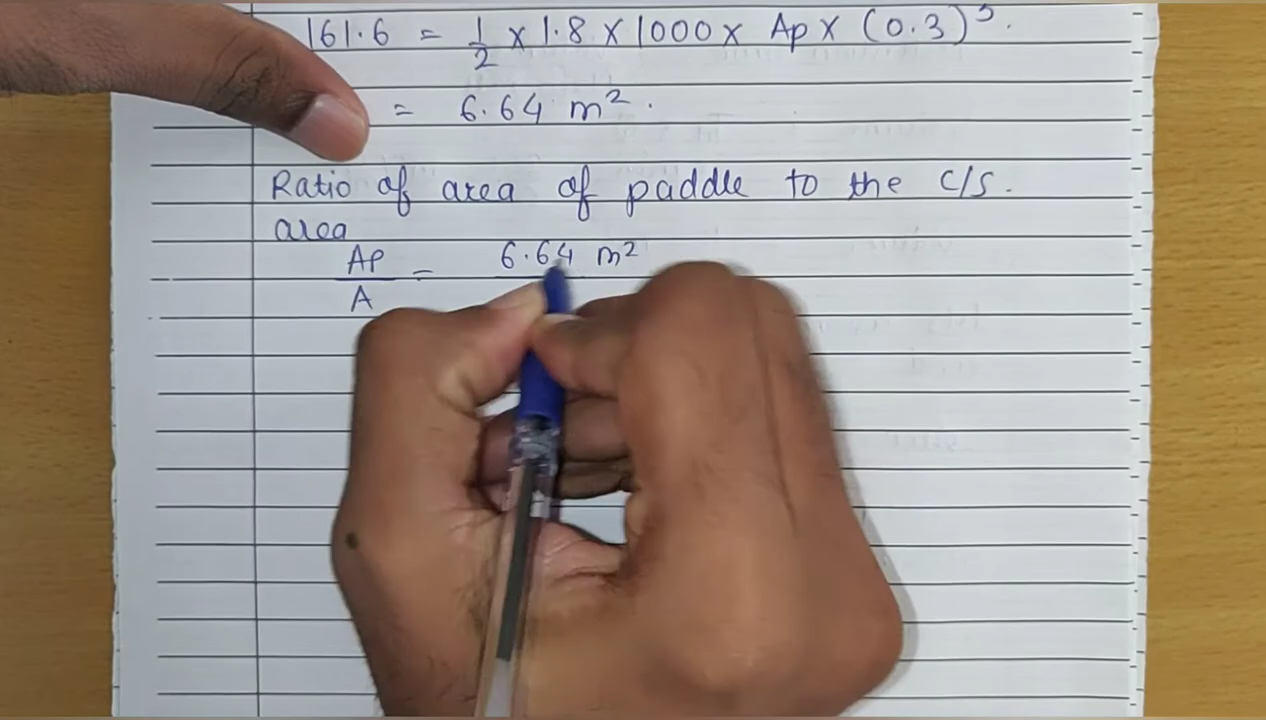 161.6 = 1/2 × 1.8 × 1000 × Ap × (0.3)³.
= 6.64 m².
Ratio of area of paddle to the c/s.
area
Ap/A = 6.64 m²